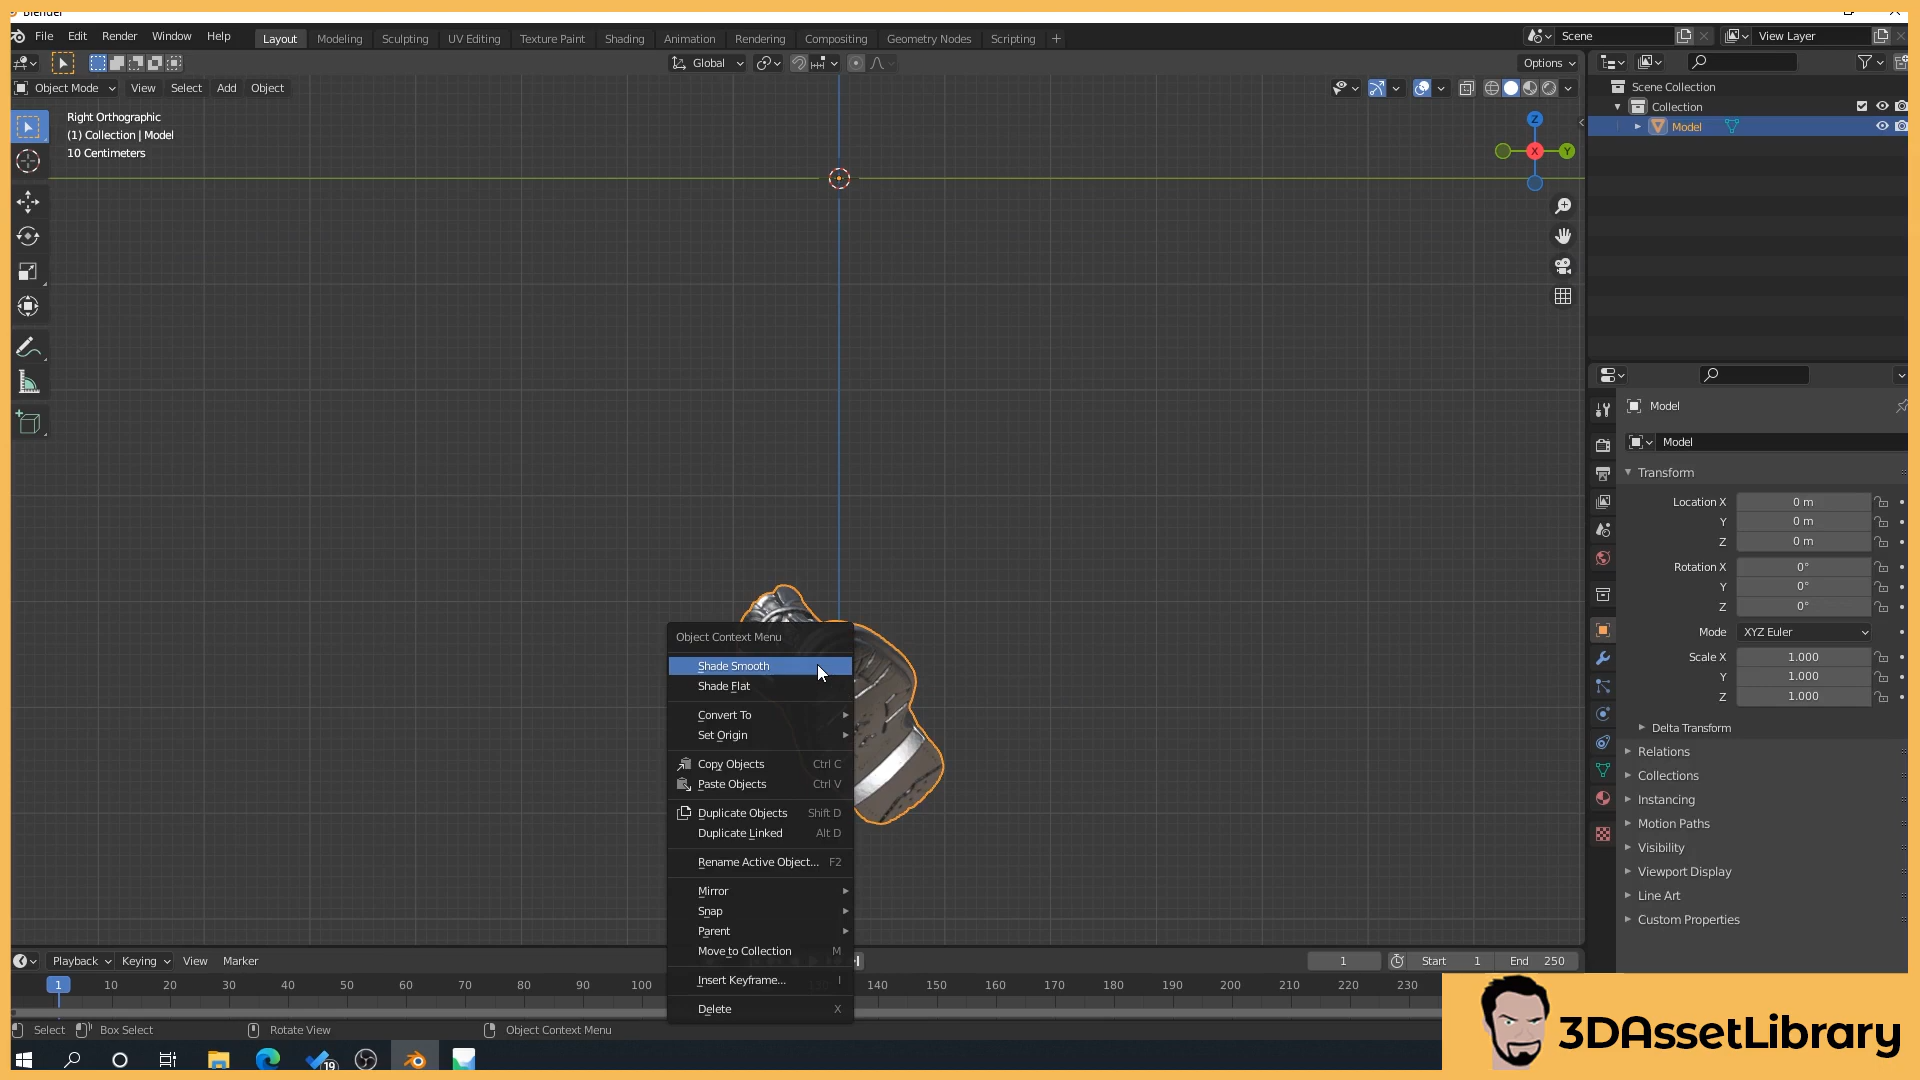 Blender
File Edit Render Window Help
Layout Modeling Sculpting UV Editing Texture Paint Shading Animation Rendering Compositing Geometry Nodes Scripting +
Scene
View Layer
Global
Options
Object Mode View Select Add Object
Right Orthographic
(1) Collection | Model
10 Centimeters
Z
X
Y
Scene Collection
Collection
Model
Model
Model
Transform
Location X 0 m
Y 0 m
Z 0 m
Rotation X 0°
Y 0°
Z 0°
Mode XYZ Euler
Scale X 1.000
Y 1.000
Z 1.000
Delta Transform
Relations
Collections
Instancing
Motion Paths
Visibility
Viewport Display
Line Art
Custom Properties
Object Context Menu
Shade Smooth
Shade Flat
Convert To
Set Origin
Copy Objects Ctrl C
Paste Objects Ctrl V
Duplicate Objects Shift D
Duplicate Linked Alt D
Rename Active Object... F2
Mirror
Snap
Parent
Move to Collection M
Insert Keyframe... I
Delete X
Playback Keying View Marker
1
Start 1
End 250
1 10 20 30 40 50 60 70 80 90 100 140 150 160 170 180 190 200 210 220 230
Select Box Select Rotate View Object Context Menu
19
3DAssetLibrary